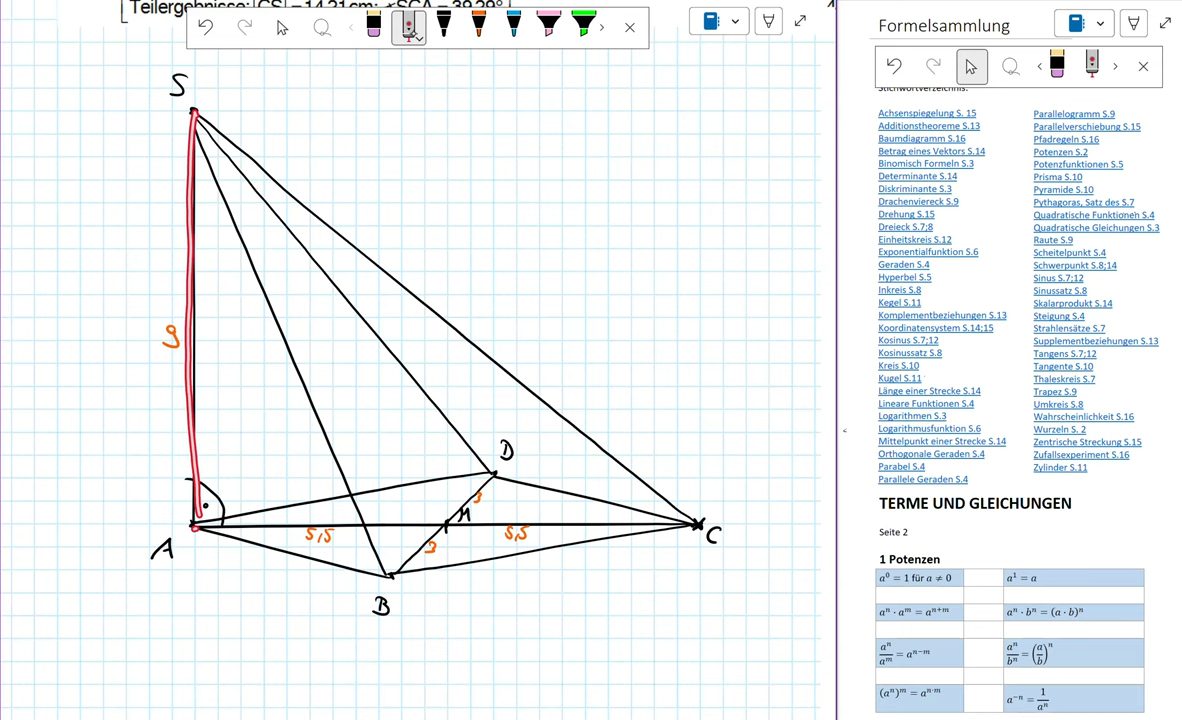 Teilergebnisse: |CS| = 14,21 cm; ∢SCA = 39,29°
S
9
D
3
M
A
5,5
5,5
C
3
B
Formelsammlung
Stichwortverzeichnis:
Achsenspiegelung S. 15
Additionstheoreme S.13
Baumdiagramm S.16
Betrag eines Vektors S.14
Binomisch Formeln S.3
Determinante S.14
Diskriminante S.3
Drachenviereck S.9
Drehung S.15
Dreieck S.7;8
Einheitskreis S.12
Exponentialfunktion S.6
Geraden S.4
Hyperbel S.5
Inkreis S.8
Kegel S.11
Komplementbeziehungen S.13
Koordinatensystem S.14;15
Kosinus S.7;12
Kosinussatz S.8
Kreis S.10
Kugel S.11
Länge einer Strecke S.14
Lineare Funktionen S.4
Logarithmen S.3
Logarithmusfunktion S.6
Mittelpunkt einer Strecke S.14
Orthogonale Geraden S.4
Parabel S.4
Parallele Geraden S.4
Parallelogramm S.9
Parallelverschiebung S.15
Pfadregeln S.16
Potenzen S.2
Potenzfunktionen S.5
Prisma S.10
Pyramide S.10
Pythagoras, Satz des S.7
Quadratische Funktionen S.4
Quadratische Gleichungen S.3
Raute S.9
Scheitelpunkt S.4
Schwerpunkt S.8;14
Sinus S.7;12
Sinussatz S.8
Skalarprodukt S.14
Steigung S.4
Strahlensätze S.7
Supplementbeziehungen S.13
Tangens S.7;12
Tangente S.10
Thaleskreis S.7
Trapez S.9
Umkreis S.8
Wahrscheinlichkeit S.16
Wurzeln S. 2
Zentrische Streckung S.15
Zufallsexperiment S.16
Zylinder S.11
TERME UND GLEICHUNGEN
Seite 2
1 Potenzen
a⁰ = 1 für a ≠ 0
a¹ = a
aⁿ · aᵐ = aⁿ⁺ᵐ
aⁿ · bⁿ = (a · b)ⁿ
aⁿ/aᵐ = aⁿ⁻ᵐ
aⁿ/bⁿ = (a/b)ⁿ
(aⁿ)ᵐ = aⁿ·ᵐ
a⁻ⁿ = 1/aⁿ